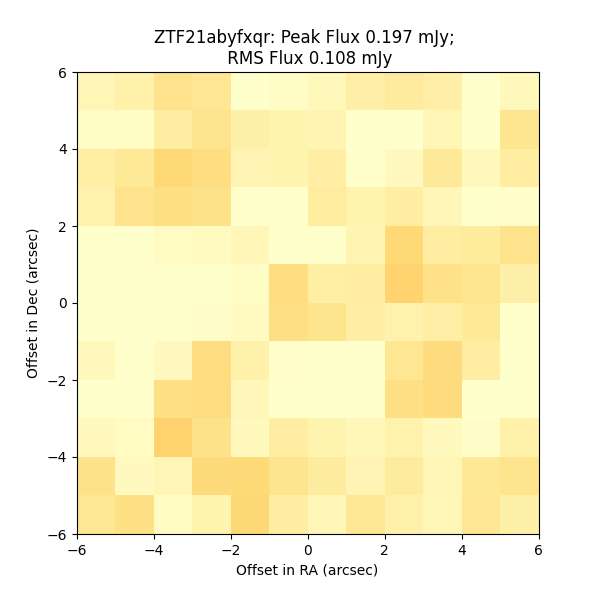 ZTF21abyfxqr: Peak Flux 0.197 mJy;
RMS Flux 0.108 mJy
6
4
2
0
−2
−4
−6
Offset in Dec (arcsec)
−6 −4 −2 0 2 4 6
Offset in RA (arcsec)